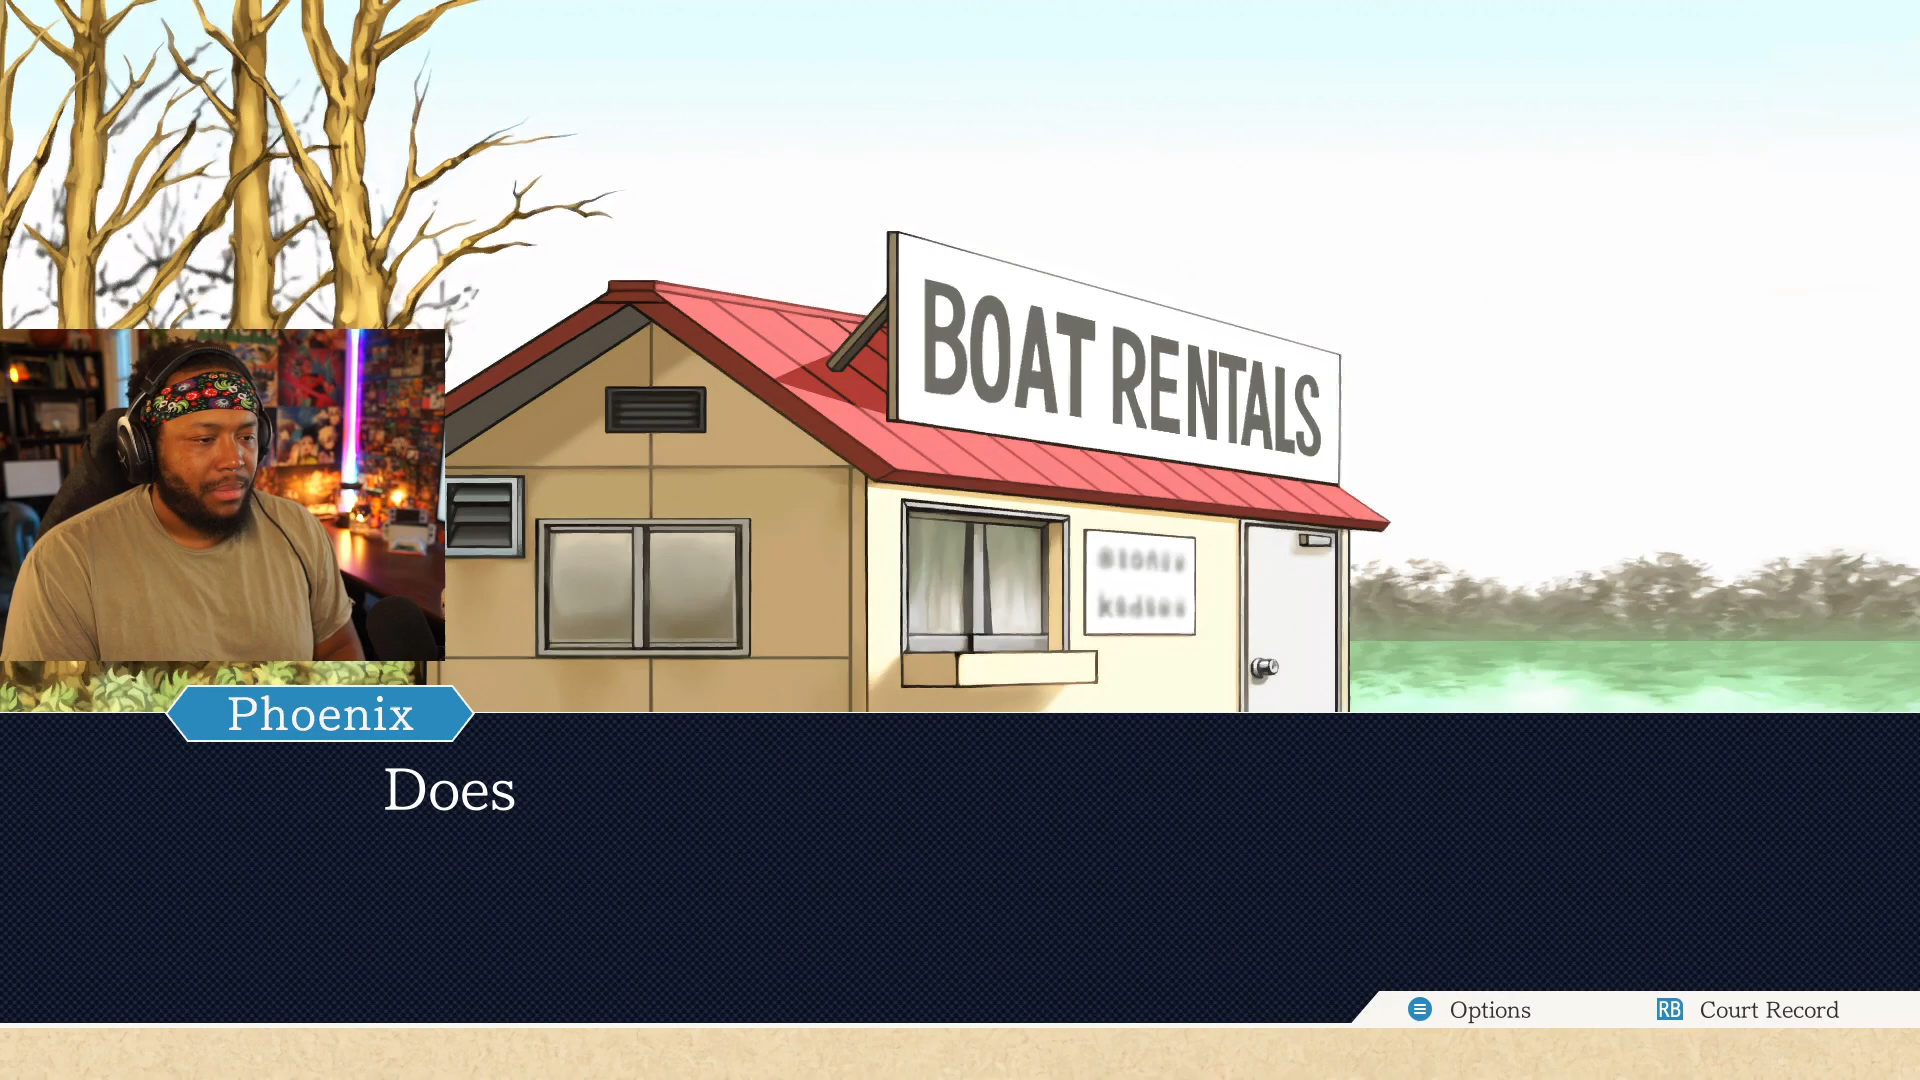 BOAT RENTALS
Phoenix
Does
Options
RB Court Record